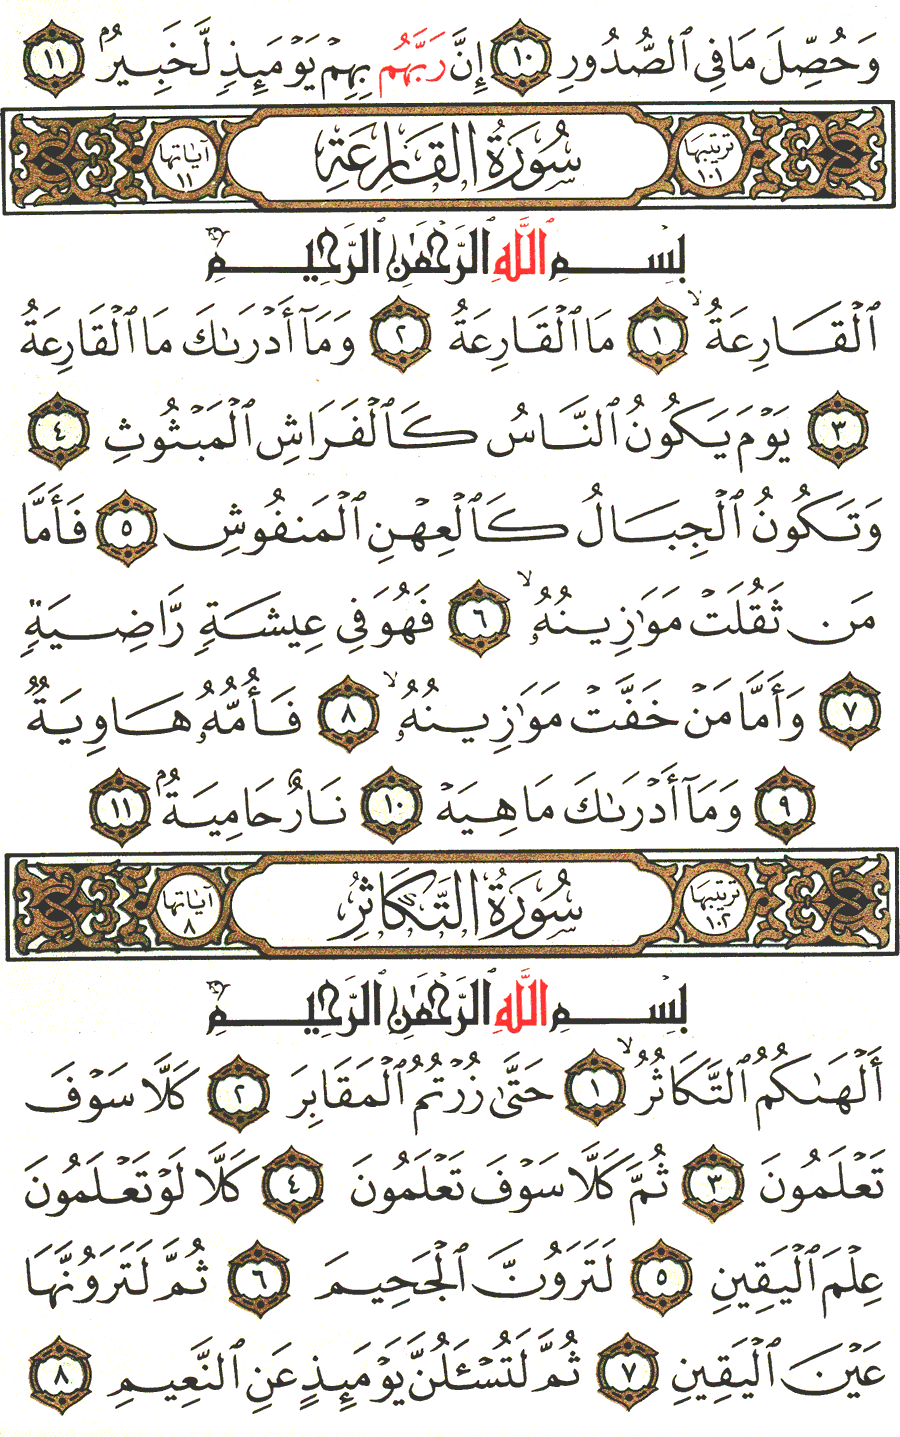 وَحُصِّلَ مَا فِي ٱلصُّدُورِ ١٠ إِنَّ رَبَّهُم بِهِمۡ يَوۡمَئِذٖ لَّخَبِيرُۢ ١١
ترتيبها ١٠١ سُورَةُ القَارِعَةِ آياتها ١١
بِسۡمِ ٱللَّهِ ٱلرَّحۡمَٰنِ ٱلرَّحِيمِ
ٱلۡقَارِعَةُ ١ مَا ٱلۡقَارِعَةُ ٢ وَمَآ أَدۡرَىٰكَ مَا ٱلۡقَارِعَةُ
٣ يَوۡمَ يَكُونُ ٱلنَّاسُ كَٱلۡفَرَاشِ ٱلۡمَبۡثُوثِ ٤
وَتَكُونُ ٱلۡجِبَالُ كَٱلۡعِهۡنِ ٱلۡمَنفُوشِ ٥ فَأَمَّا
مَن ثَقُلَتۡ مَوَٰزِينُهُۥ ٦ فَهُوَ فِي عِيشَةٖ رَّاضِيَةٖ
٧ وَأَمَّا مَنۡ خَفَّتۡ مَوَٰزِينُهُۥ ٨ فَأُمُّهُۥ هَاوِيَةٞ
٩ وَمَآ أَدۡرَىٰكَ مَا هِيَهۡ ١٠ نَارٌ حَامِيَةُۢ ١١
ترتيبها ١٠٢ سُورَةُ التَّكَاثُرِ آياتها ٨
بِسۡمِ ٱللَّهِ ٱلرَّحۡمَٰنِ ٱلرَّحِيمِ
أَلۡهَىٰكُمُ ٱلتَّكَاثُرُ ١ حَتَّىٰ زُرۡتُمُ ٱلۡمَقَابِرَ ٢ كَلَّا سَوۡفَ
تَعۡلَمُونَ ٣ ثُمَّ كَلَّا سَوۡفَ تَعۡلَمُونَ ٤ كَلَّا لَوۡ تَعۡلَمُونَ
عِلۡمَ ٱلۡيَقِينِ ٥ لَتَرَوُنَّ ٱلۡجَحِيمَ ٦ ثُمَّ لَتَرَوُنَّهَا
عَيۡنَ ٱلۡيَقِينِ ٧ ثُمَّ لَتُسۡـَٔلُنَّ يَوۡمَئِذٍ عَنِ ٱلنَّعِيمِ ٨